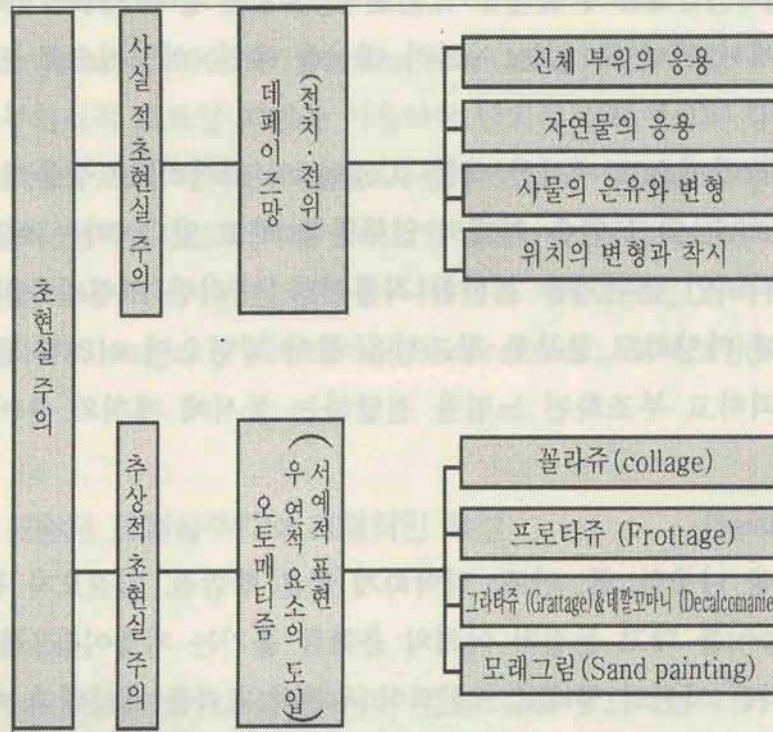 초현실 주의
사실 적 초현실 주의
데페이즈망
(전치·전위)
신체 부위의 응용
자연물의 응용
사물의 은유와 변형
위치의 변형과 착시
추상적 초현실 주의
오토매티즘
(서예적 표현
우연적 요소의 도입)
꼴라쥬 (collage)
프로타쥬 (Frottage)
그라타쥬 (Grattage)&데깔꼬마니 (Decalcomanie)
모래그림 (Sand painting)